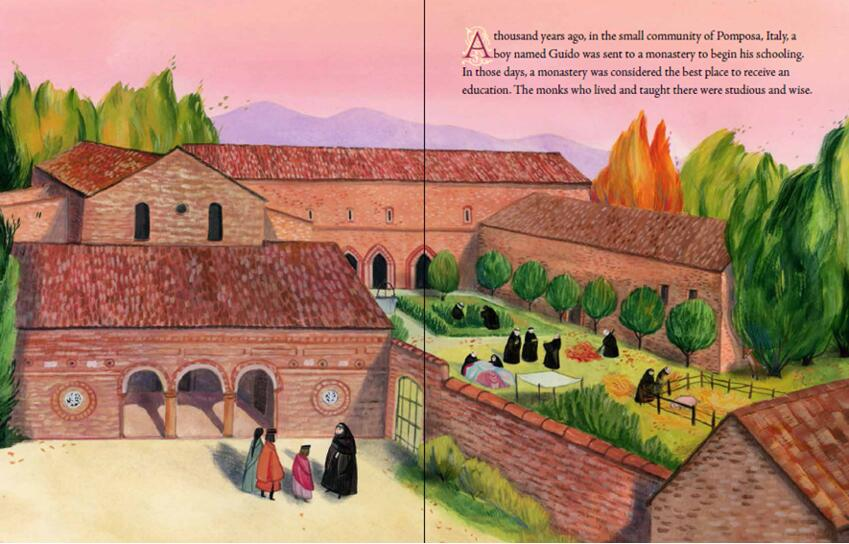 A thousand years ago, in the small community of Pomposa, Italy, a
boy named Guido was sent to a monastery to begin his schooling.
In those days, a monastery was considered the best place to receive an
education. The monks who lived and taught there were studious and wise.